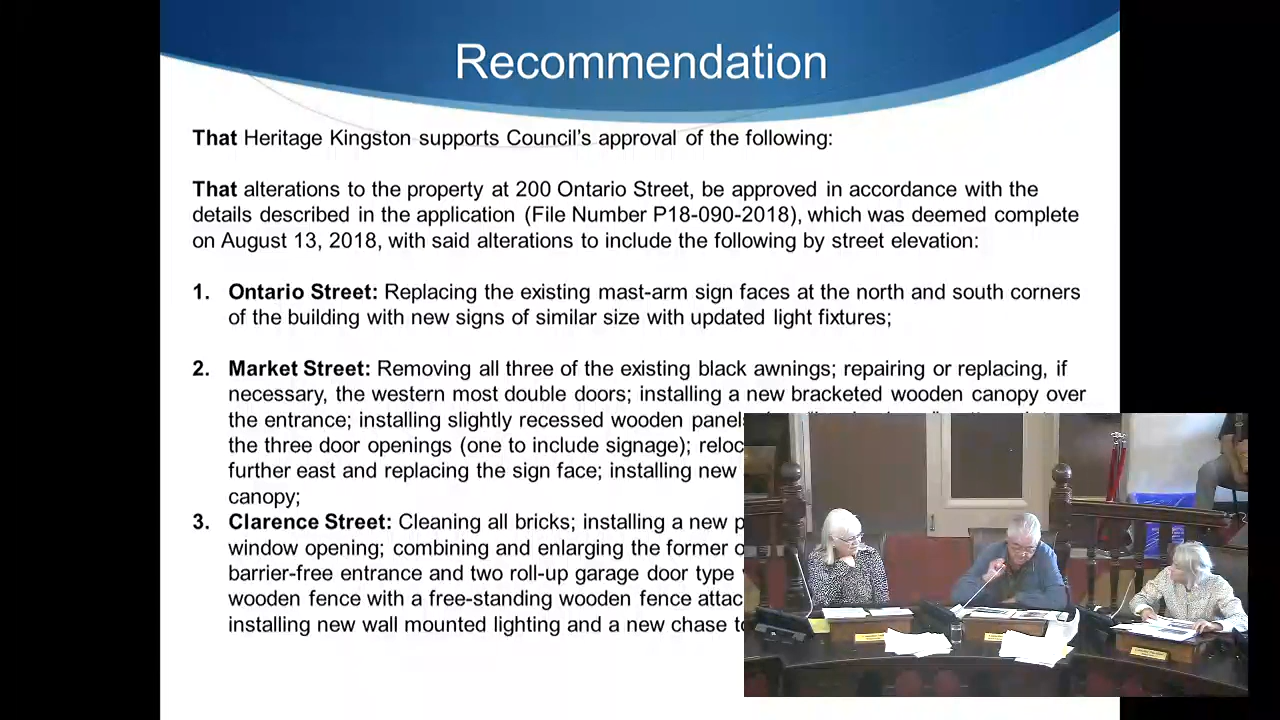 Recommendation
That Heritage Kingston supports Council's approval of the following:
That alterations to the property at 200 Ontario Street, be approved in accordance with the
details described in the application (File Number P18-090-2018), which was deemed complete
on August 13, 2018, with said alterations to include the following by street elevation:
1. Ontario Street: Replacing the existing mast-arm sign faces at the north and south corners
of the building with new signs of similar size with updated light fixtures;
2. Market Street: Removing all three of the existing black awnings; repairing or replacing, if
necessary, the western most double doors; installing a new bracketed wooden canopy over
the entrance; installing slightly recessed wooden panels
the three door openings (one to include signage);
further east and replacing the sign face; installing new
canopy;
3. Clarence Street: Cleaning all bricks; installing a new
window opening; combining and enlarging the former
barrier-free entrance and two roll-up garage door type
wooden fence with a free-standing wooden fence
installing new wall mounted lighting and a new chase